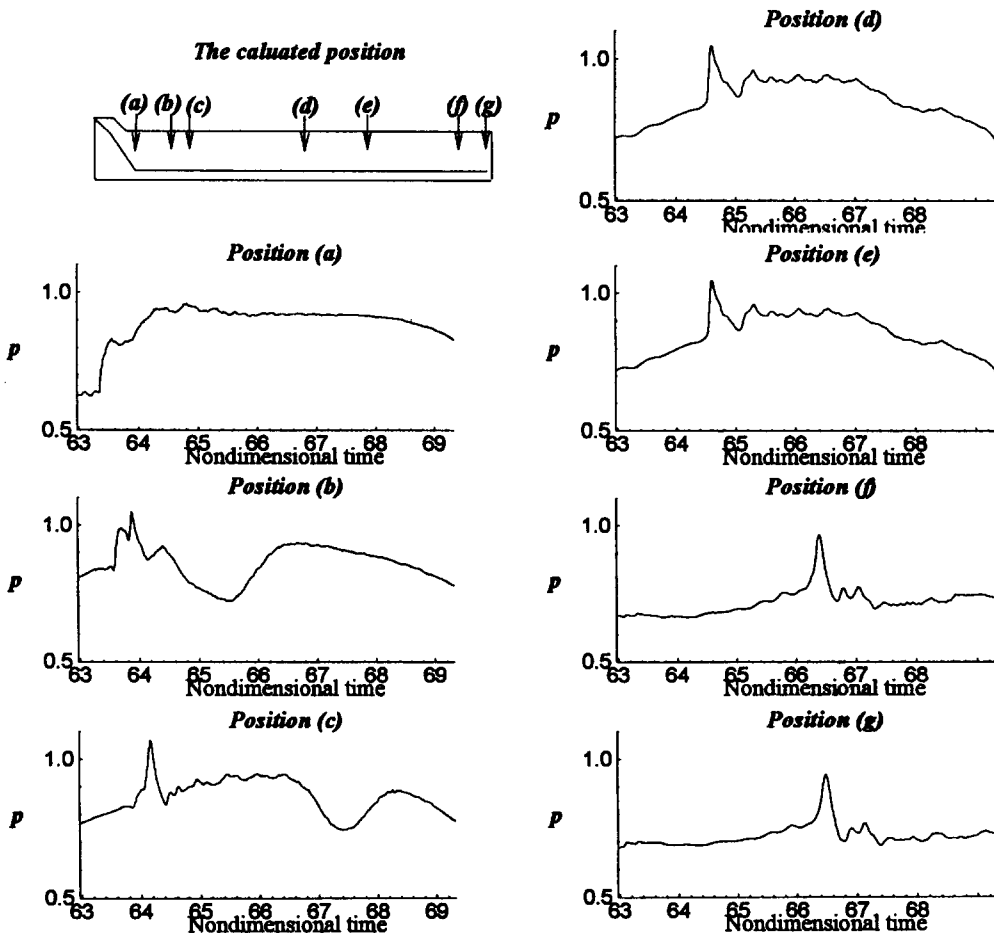 The caluated position
(a) (b) (c) (d) (e) (f) (g)
Position (a)
1.0
p
0.5
63 64 65 66 67 68 69
Nondimensional time
Position (b)
1.0
p
0.5
63 64 65 66 67 68 69
Nondimensional time
Position (c)
1.0
p
0.5
63 64 65 66 67 68 69
Nondimensional time
Position (d)
1.0
p
0.5
63 64 65 66 67 68
Nondimensional time
Position (e)
1.0
p
0.5
63 64 65 66 67 68
Nondimensional time
Position (f)
1.0
p
0.5
63 64 65 66 67 68
Nondimensional time
Position (g)
1.0
p
0.5
63 64 65 66 67 68
Nondimensional time